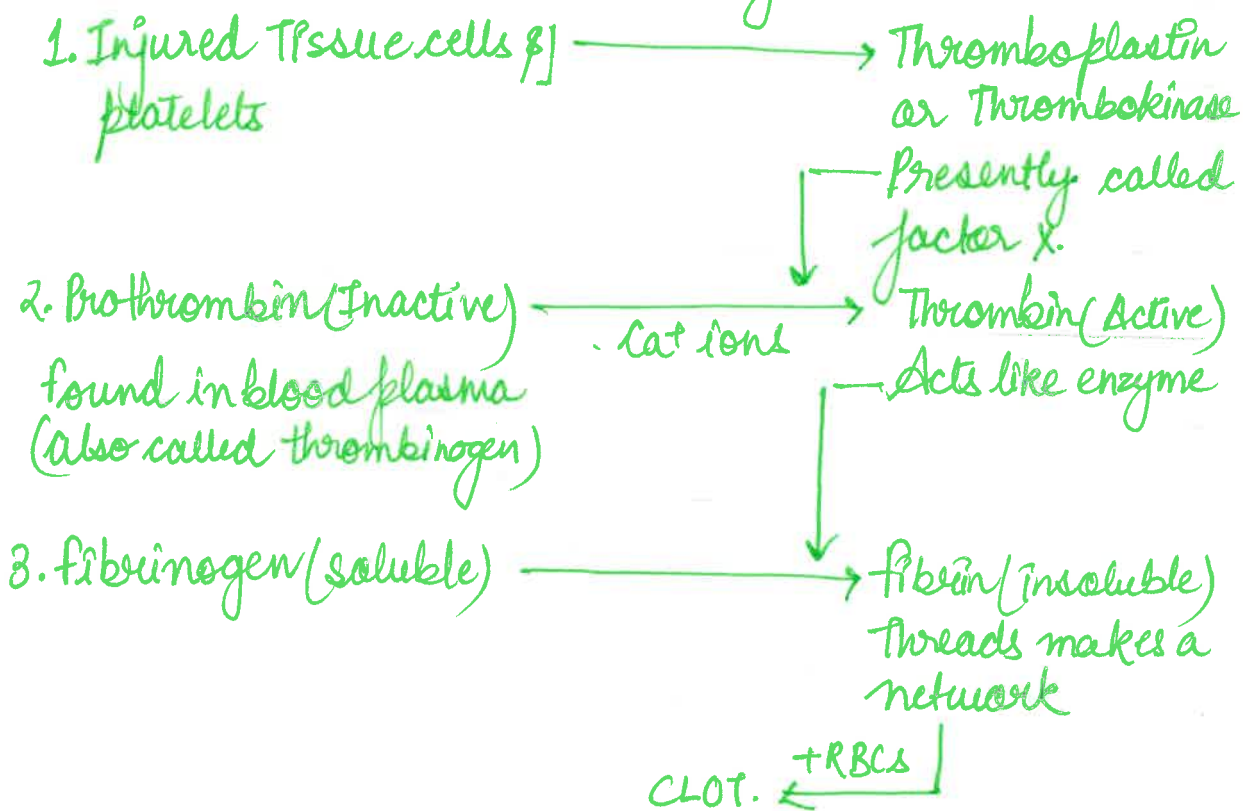 1. Injured Tissue cells &]
platelets
Thromboplastin
or Thrombokinase
Presently called
factor X.
2. Prothrombin (Inactive)
Ca+ ions
Thrombin (Active)
found in blood plasma
(also called thrombinogen)
Acts like enzyme
3. fibrinogen (soluble)
fibrin (insoluble)
Threads makes a
network
+RBCs
CLOT.